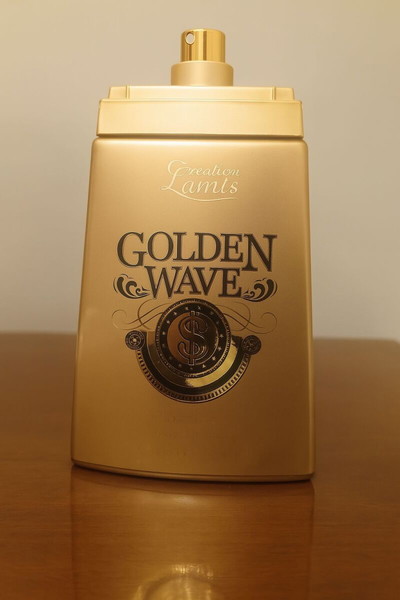 Creation
Lamis
GOLDEN
WAVE
$